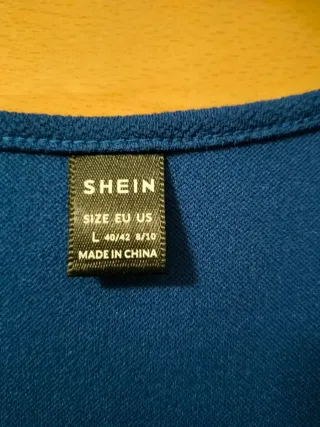 SHEIN
SIZE EU US
L 40/42 8/10
MADE IN CHINA